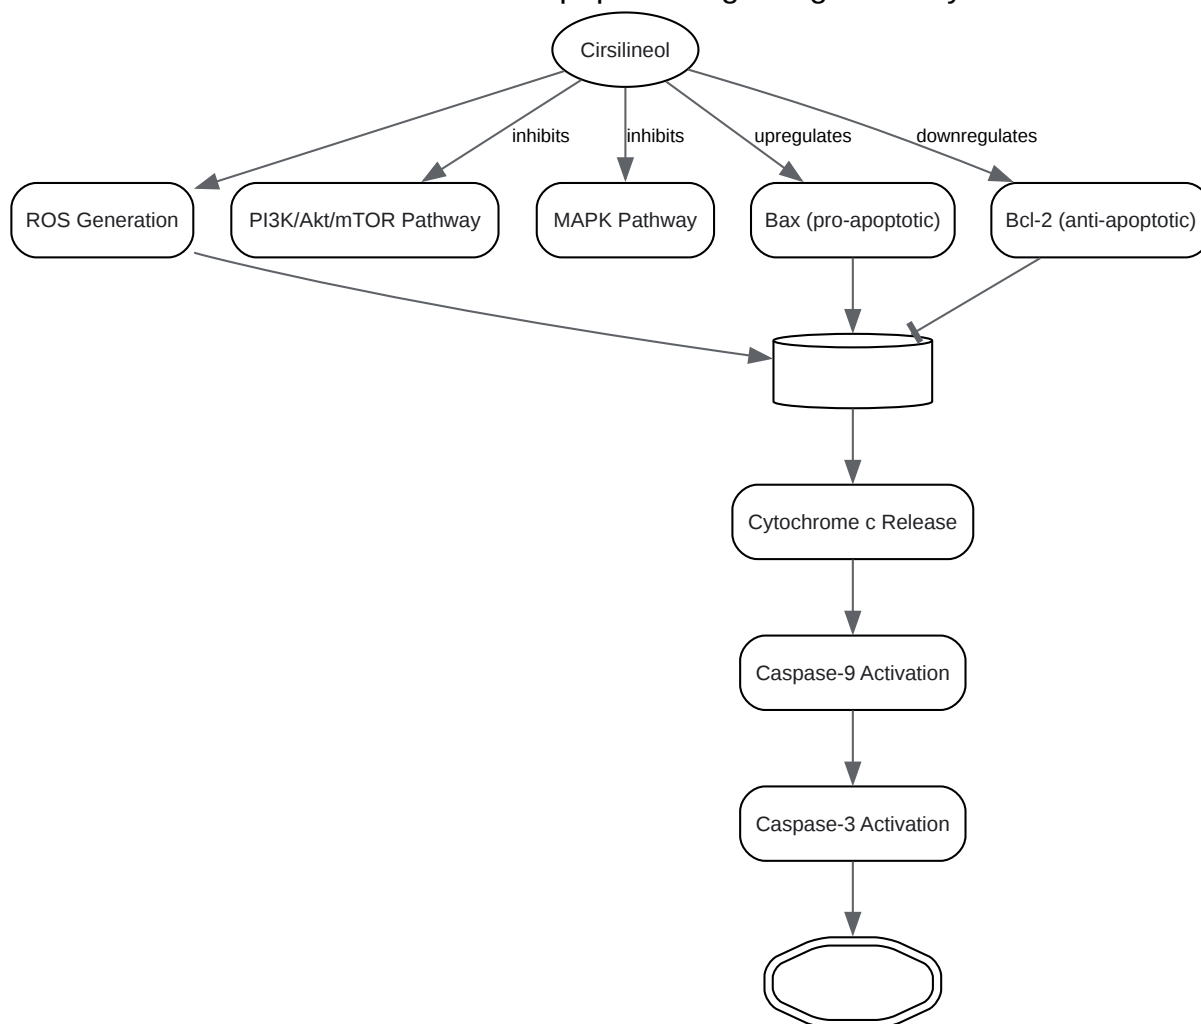 Cirsilineol
inhibits
inhibits
upregulates
downregulates
ROS Generation
PI3K/Akt/mTOR Pathway
MAPK Pathway
Bax (pro-apoptotic)
Bcl-2 (anti-apoptotic)
Cytochrome c Release
Caspase-9 Activation
Caspase-3 Activation